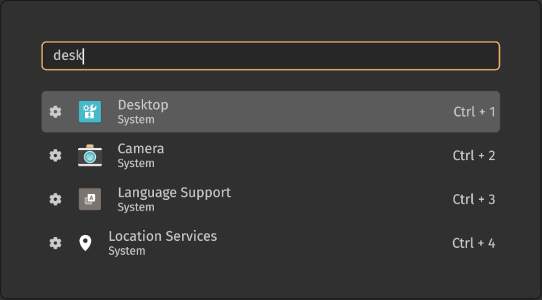 desk
Desktop
System
Ctrl + 1
Camera
System
Ctrl + 2
Language Support
System
Ctrl + 3
Location Services
System
Ctrl + 4